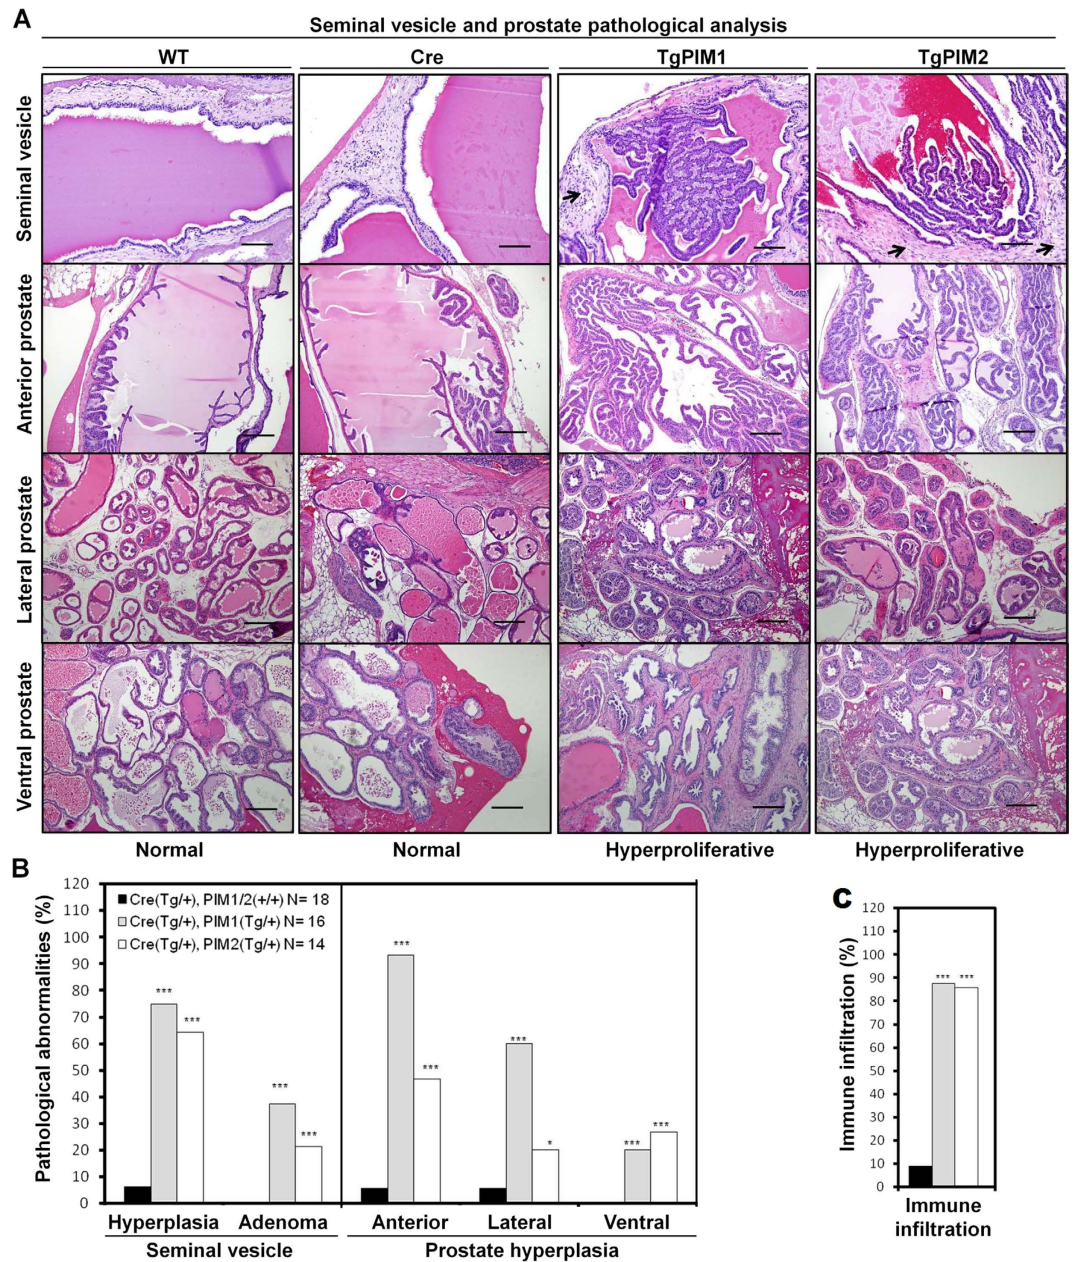 A
Seminal vesicle and prostate pathological analysis
WT Cre TgPIM1 TgPIM2
Seminal vesicle
Anterior prostate
Lateral prostate
Ventral prostate
Normal Normal Hyperproliferative Hyperproliferative
B
Pathological abnormalities (%)
120
110
100
90
80
70
60
50
40
30
20
10
0
Cre(Tg/+), PIM1/2(+/+) N= 18
Cre(Tg/+), PIM1(Tg/+) N= 16
Cre(Tg/+), PIM2(Tg/+) N= 14
*** *** *** *** *** *** *** * *** ***
Hyperplasia Adenoma Anterior Lateral Ventral
Seminal vesicle Prostate hyperplasia
C
Immune infiltration (%)
120
110
100
90
80
70
60
50
40
30
20
10
0
*** ***
Immune
infiltration